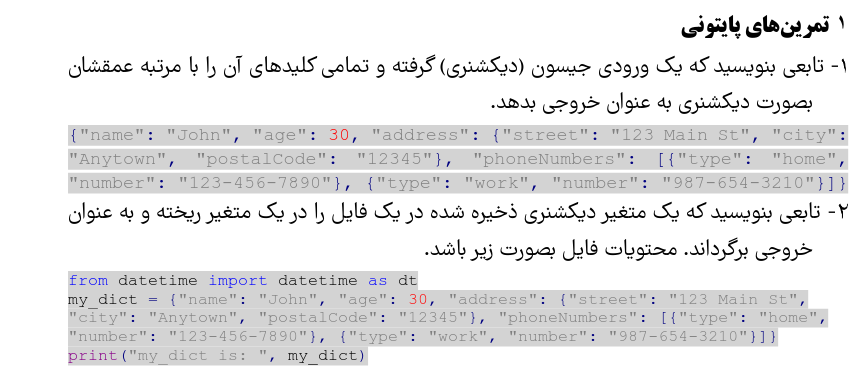 ۱ تمرین‌های پایتونی
۱- تابعی بنویسید که یک ورودی جیسون (دیکشنری) گرفته و تمامی کلیدهای آن را با مرتبه عمقشان
بصورت دیکشنری به عنوان خروجی بدهد.
{"name": "John", "age": 30, "address": {"street": "123 Main St", "city":
"Anytown", "postalCode": "12345"}, "phoneNumbers": [{"type": "home",
"number": "123-456-7890"}, {"type": "work", "number": "987-654-3210"}]}
۲- تابعی بنویسید که یک متغیر دیکشنری ذخیره شده در یک فایل را در یک متغیر ریخته و به عنوان
خروجی برگرداند. محتویات فایل بصورت زیر باشد.
from datetime import datetime as dt
my_dict = {"name": "John", "age": 30, "address": {"street": "123 Main St",
"city": "Anytown", "postalCode": "12345"}, "phoneNumbers": [{"type": "home",
"number": "123-456-7890"}, {"type": "work", "number": "987-654-3210"}]}
print("my_dict is: ", my_dict)